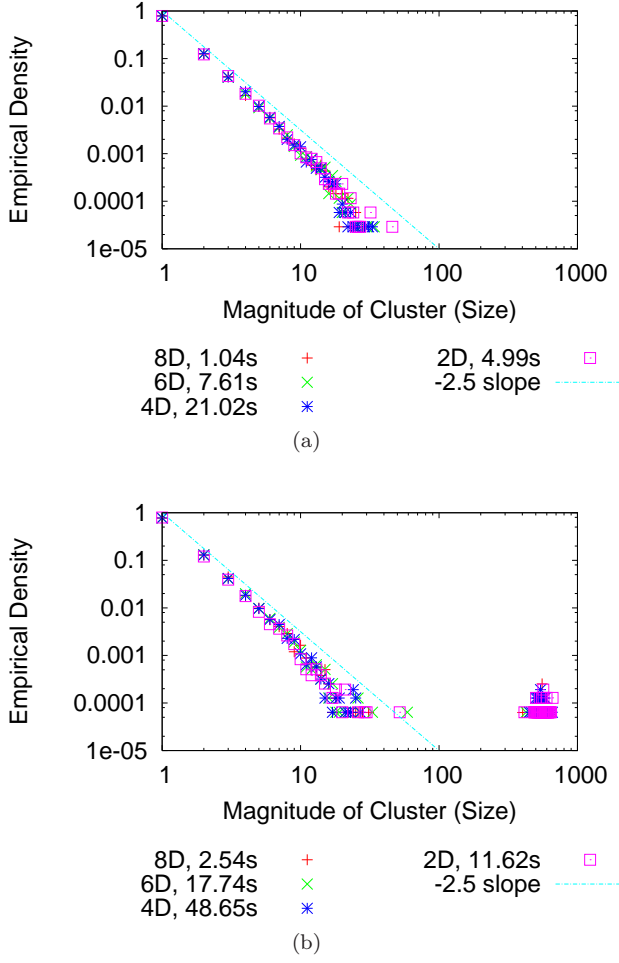 1
0.1
0.01
0.001
0.0001
1e-05
Empirical Density
1 10 100 1000
Magnitude of Cluster (Size)
8D, 1.04s 2D, 4.99s
6D, 7.61s -2.5 slope
4D, 21.02s
(a)
1
0.1
0.01
0.001
0.0001
1e-05
Empirical Density
1 10 100 1000
Magnitude of Cluster (Size)
8D, 2.54s 2D, 11.62s
6D, 17.74s -2.5 slope
4D, 48.65s
(b)